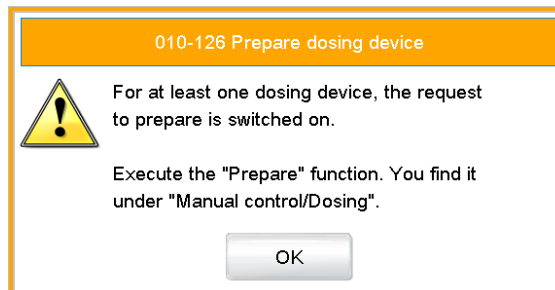 010-126 Prepare dosing device
For at least one dosing device, the request
to prepare is switched on.
Execute the "Prepare" function. You find it
under "Manual control/Dosing".
OK